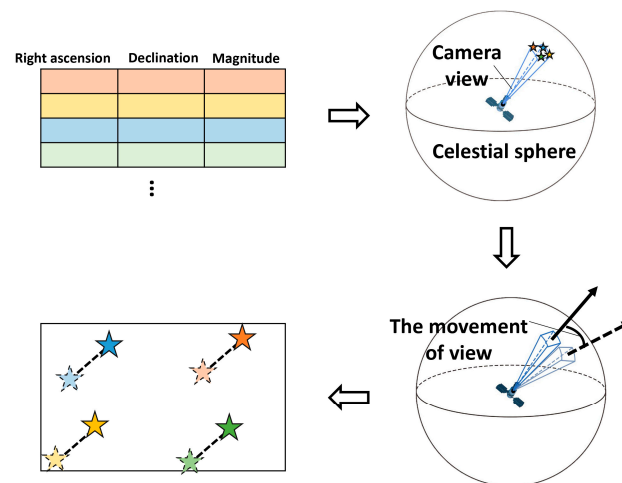 Right ascension Declination Magnitude
Camera
view
Celestial sphere
The movement
of view